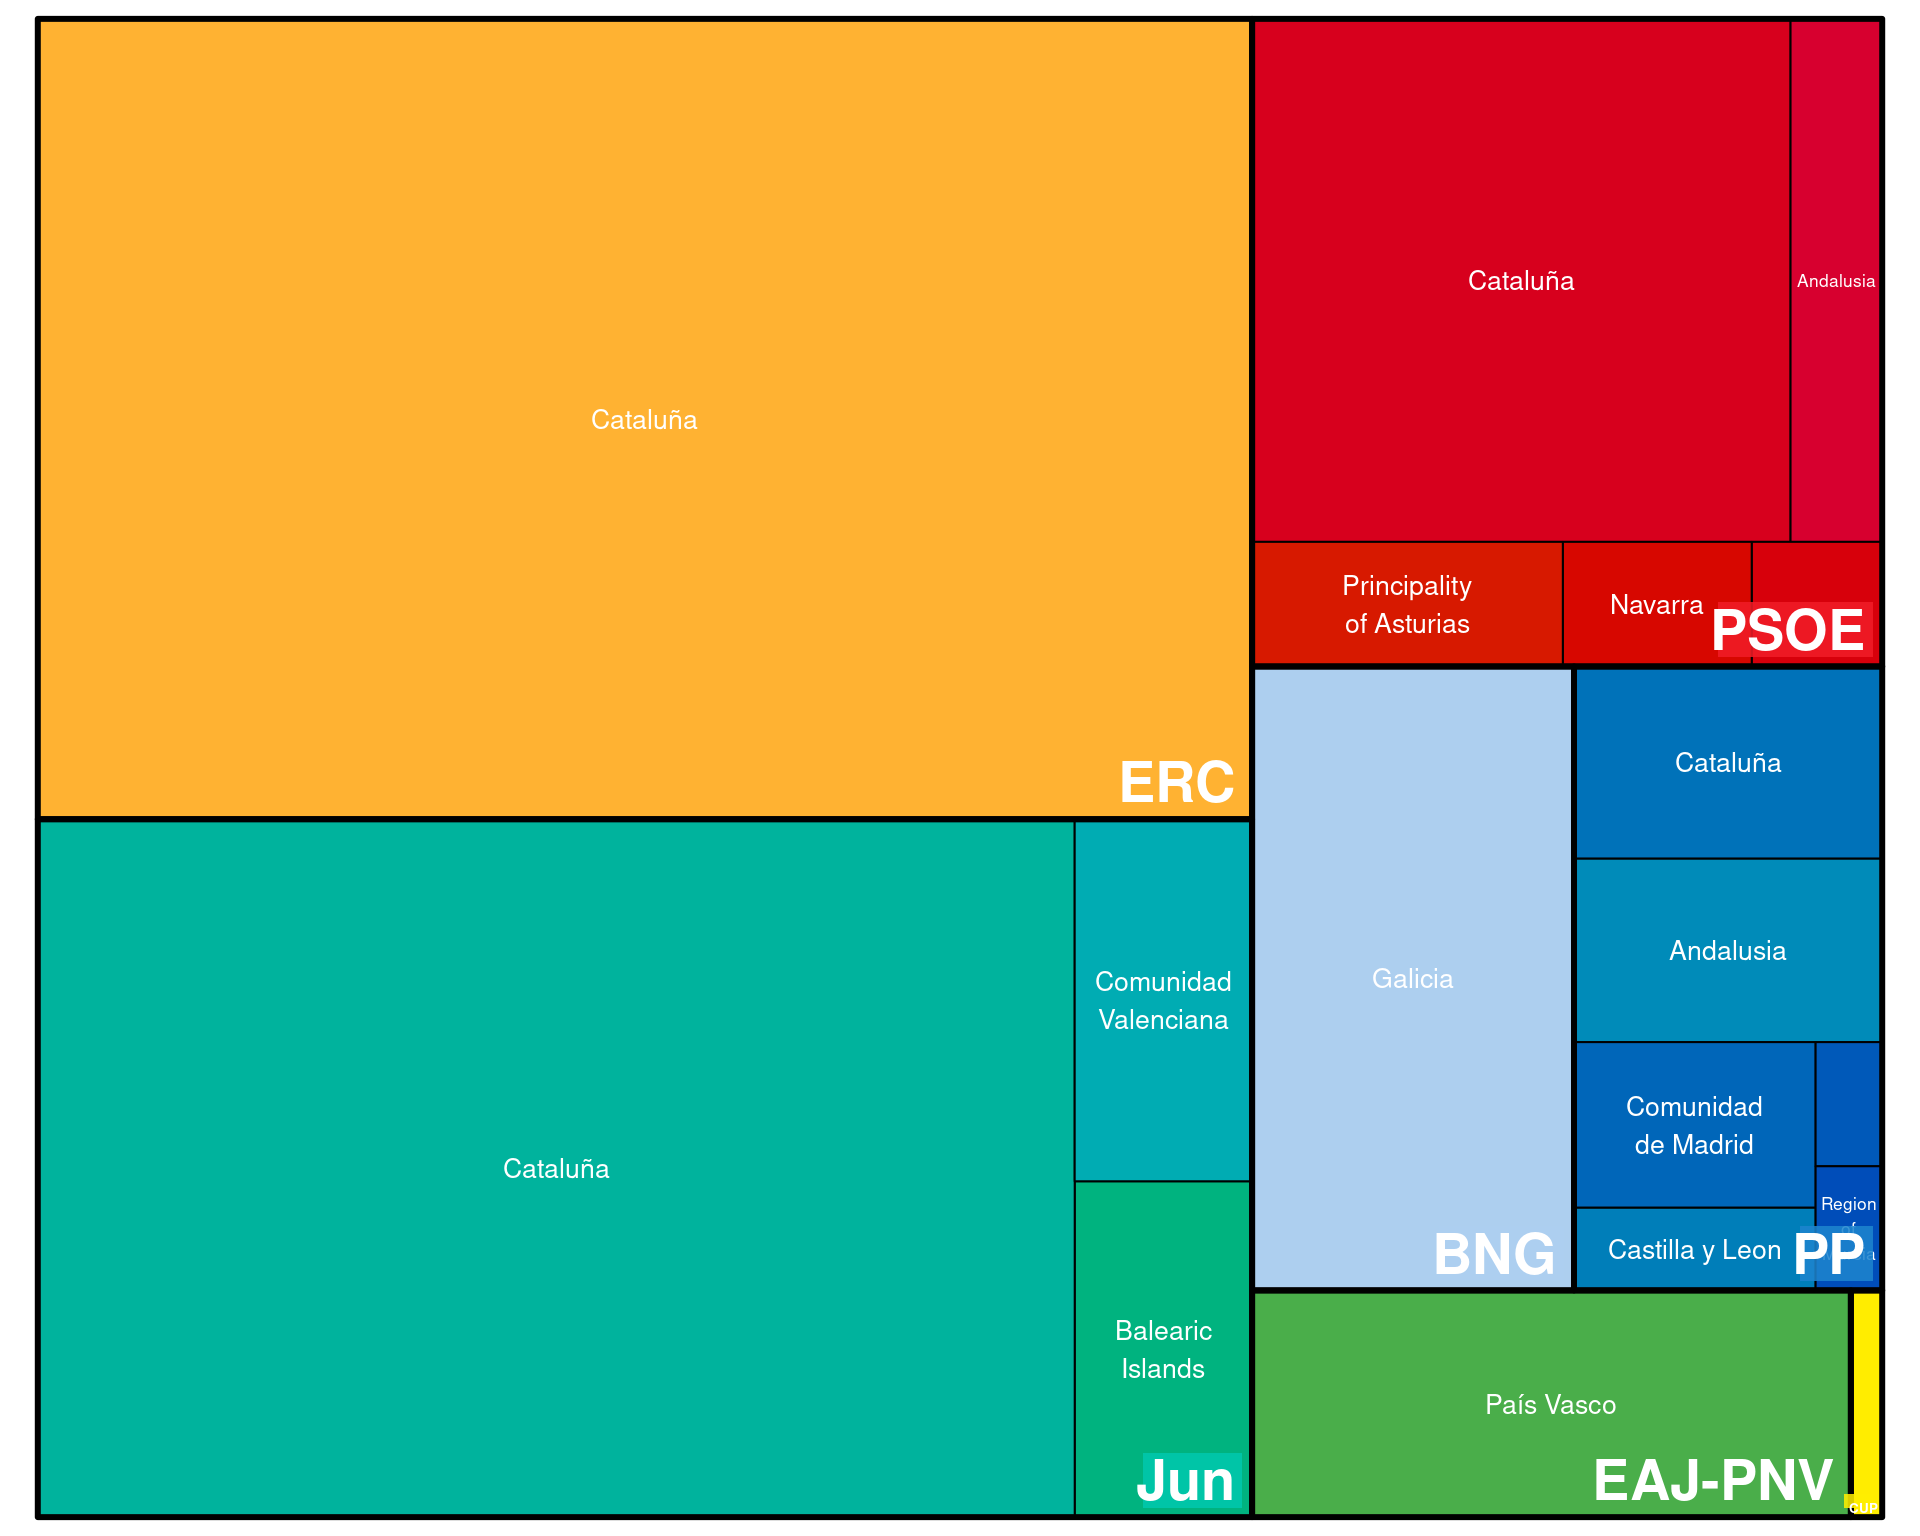 Cataluña
ERC
Cataluña
Comunidad
Valenciana
Balearic
Islands
Jun
Cataluña
Andalusia
Principality
of Asturias
Navarra
PSOE
Galicia
BNG
Cataluña
Andalusia
Comunidad
de Madrid
Castilla y Leon
Region
of
PP
País Vasco
EAJ-PNV
CUP